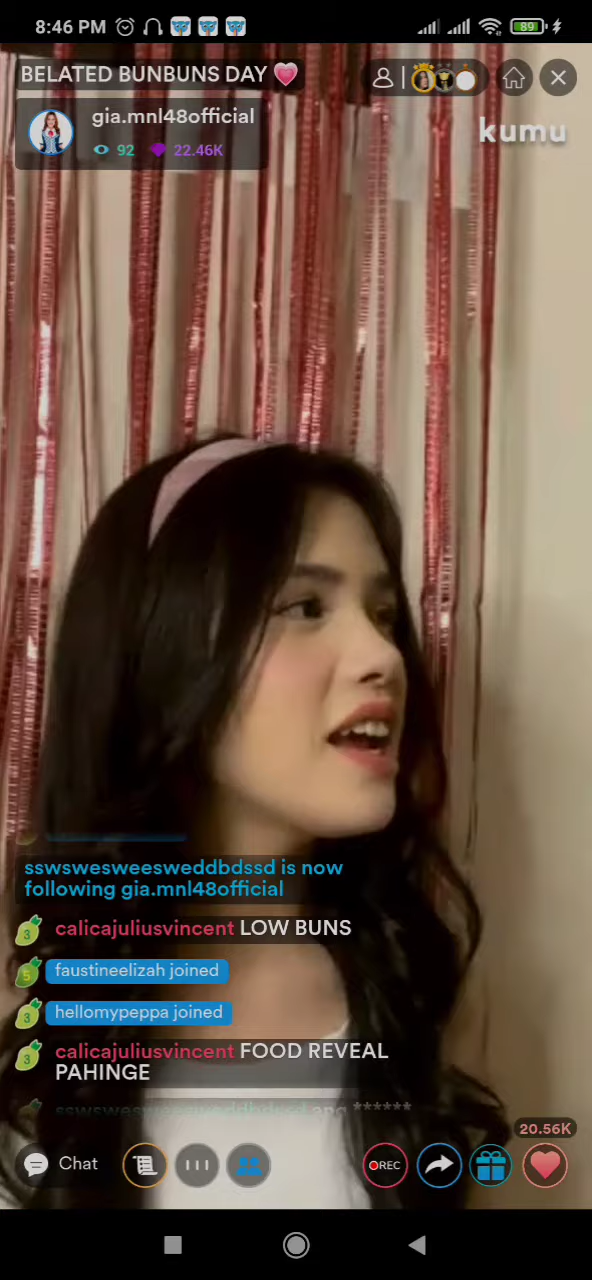 8:46 PM
89
BELATED BUNBUNS DAY
gia.mnl48official
92
22.46K
kumu
sswswesweesweddbdssd is now
following gia.mnl48official
3
calicajuliusvincent LOW BUNS
5
faustineelizah joined
3
hellomypeppa joined
3
calicajuliusvincent FOOD REVEAL
PAHINGE
sswswesweesweddbdssd ang ******
20.56K
Chat
REC